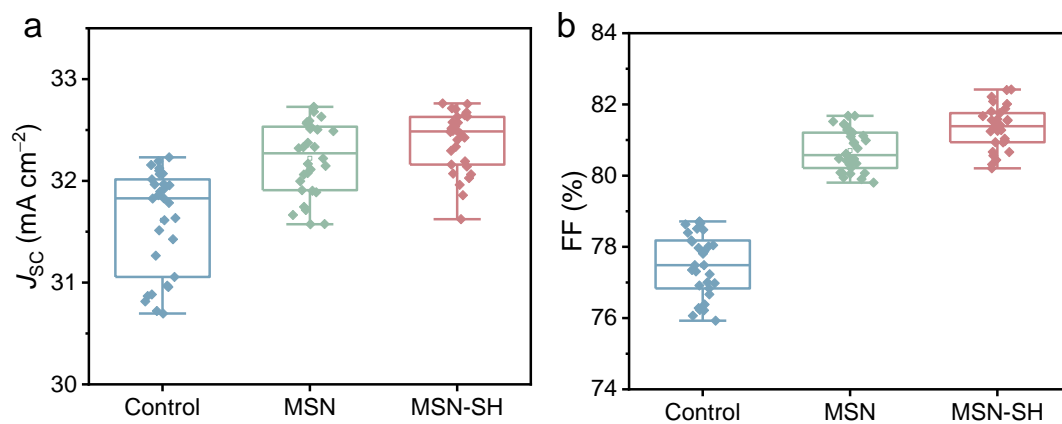 a
33
32
31
30
J_SC (mA cm⁻²)
Control
MSN
MSN-SH
b
84
82
80
78
76
74
FF (%)
Control
MSN
MSN-SH